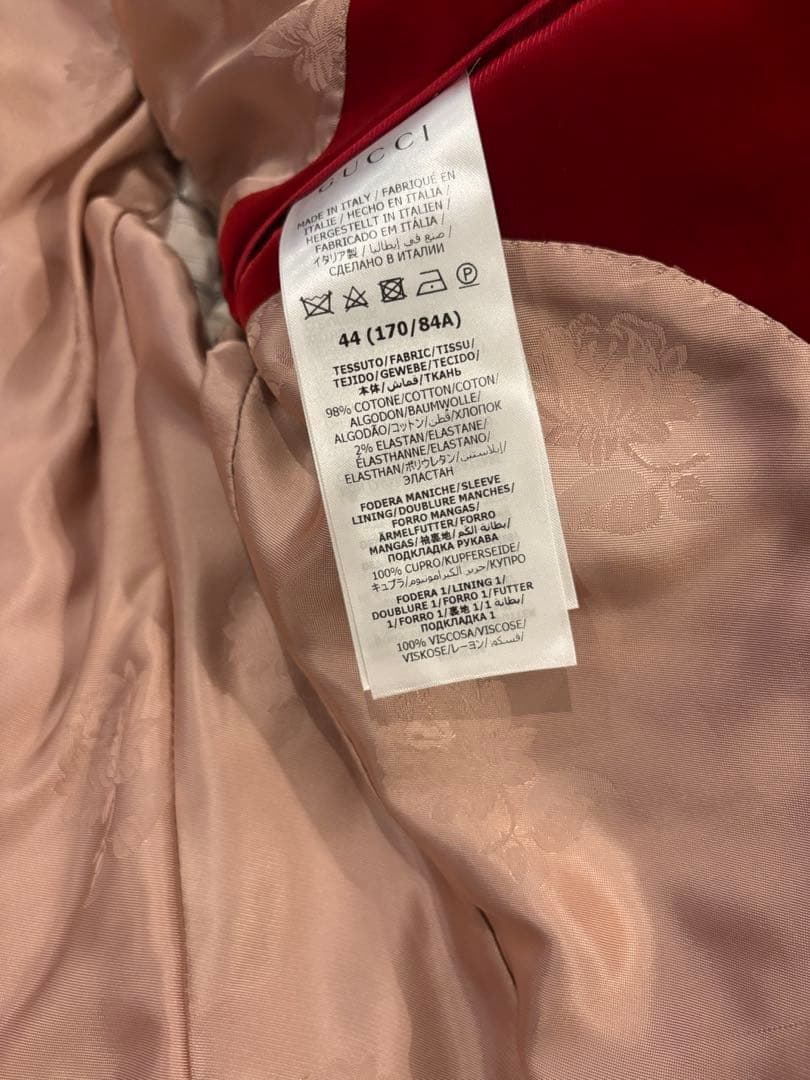 GUCCI
MADE IN ITALY / FABRIQUÉ EN
ITALIE / HECHO EN ITALIA /
HERGESTELLT IN ITALIEN /
FABRICADO EM ITÁLIA /
イタリア製 / صنع في إيطاليا /
СДЕЛАНО В ИТАЛИИ
P
44 (170/84A)
TESSUTO/FABRIC/TISSU/
TEJIDO/GEWEBE/TECIDO/
本体/قماش/ТКАНЬ
98% COTONE/COTTON/COTON/
ALGODON/BAUMWOLLE/
ALGODÃO/コットン/قطن/ХЛОПОК
2% ELASTAN/ELASTANE/
ÉLASTHANNE/ELASTANO/
ELASTHAN/ポリウレタン/إيلاستين/
ЭЛАСТАН
FODERA MANICHE/SLEEVE
LINING/DOUBLURE MANCHES/
FORRO MANGAS/
ÄRMELFUTTER/FORRO
MANGAS/袖裏地/بطانة الكم/
ПОДКЛАДКА РУКАВА
100% CUPRO/KUPFERSEIDE/
キュプラ/حرير الكبرامونيوم/КУПРО
FODERA 1/LINING 1/
DOUBLURE 1/FORRO 1/FUTTER
1/FORRO 1/裏地 1/بطانة 1/
ПОДКЛАДКА 1
100% VISCOSA/VISCOSE/
VISKOSE/レーヨン/فسكوز/